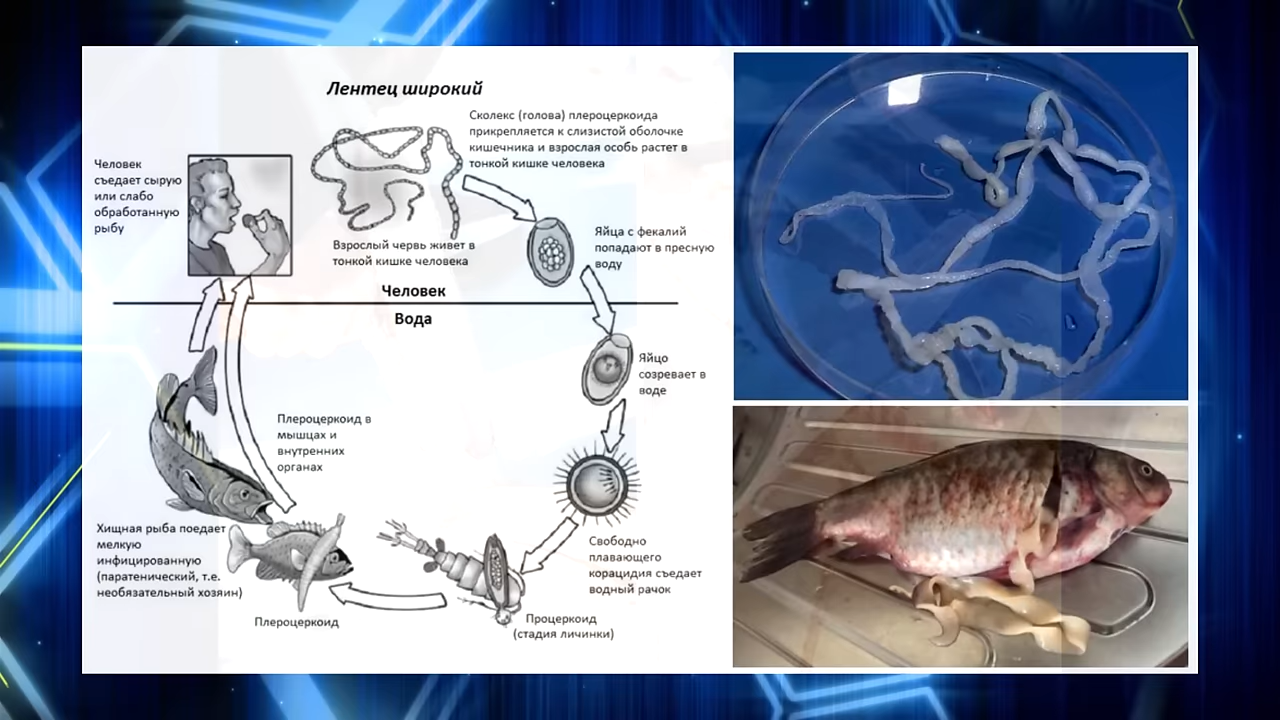 Лентец широкий
Сколекс (голова) плероцеркоида
прикрепляется к слизистой оболочке
кишечника и взрослая особь растет в
тонкой кишке человека
Человек
съедает сырую
или слабо
обработанную
рыбу
Взрослый червь живет в
тонкой кишке человека
Яйца с фекалий
попадают в пресную
воду
Человек
Вода
Яйцо
созревает в
воде
Плероцеркоид в
мышцах и
внутренних
органах
Хищная рыба поедает
мелкую
инфицированную
(паратенический, т.е.
необязательный хозяин)
Свободно
плавающего
корацидия съедает
водный рачок
Плероцеркоид
Процеркоид
(стадия личинки)